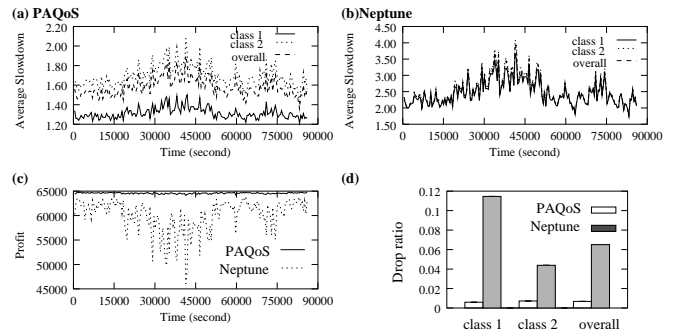 (a) PAQoS
Average Slowdown
2.20
2.00
1.80
1.60
1.40
1.20
class 1
class 2
overall
0 15000 30000 45000 60000 75000 90000
Time (second)
(b)Neptune
Average Slowdown
4.50
4.00
3.50
3.00
2.50
2.00
1.50
class 1
class 2
overall
0 15000 30000 45000 60000 75000 90000
Time (second)
(c)
Profit
65000
60000
55000
50000
45000
PAQoS
Neptune
0 15000 30000 45000 60000 75000 90000
Time (second)
(d)
Drop ratio
0.12
0.1
0.08
0.06
0.04
0.02
0
PAQoS
Neptune
class 1 class 2 overall